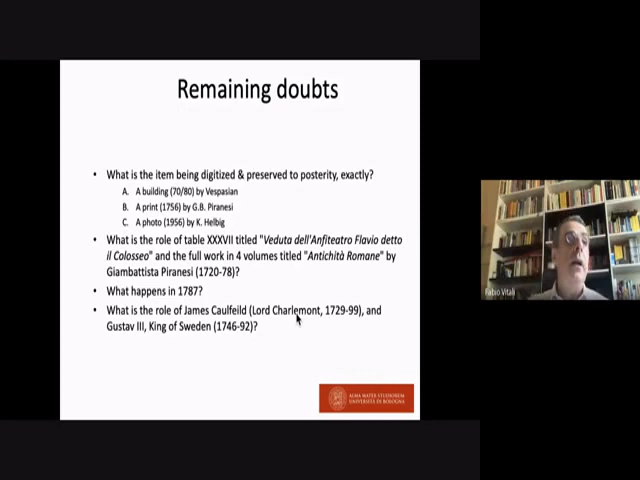 Remaining doubts
• What is the item being digitized & preserved to posterity, exactly?
A. A building (70/80) by Vespasian
B. A print (1756) by G.B. Piranesi
C. A photo (1956) by K. Helbig
• What is the role of table XXXVII titled "Veduta dell'Anfiteatro Flavio detto
il Colosseo" and the full work in 4 volumes titled "Antichità Romane" by
Giambattista Piranesi (1720-78)?
• What happens in 1787?
• What is the role of James Caulfeild (Lord Charlemont, 1729-99), and
Gustav III, King of Sweden (1746-92)?
ALMA MATER STUDIORUM
UNIVERSITÀ DI BOLOGNA
Fabio Vitali